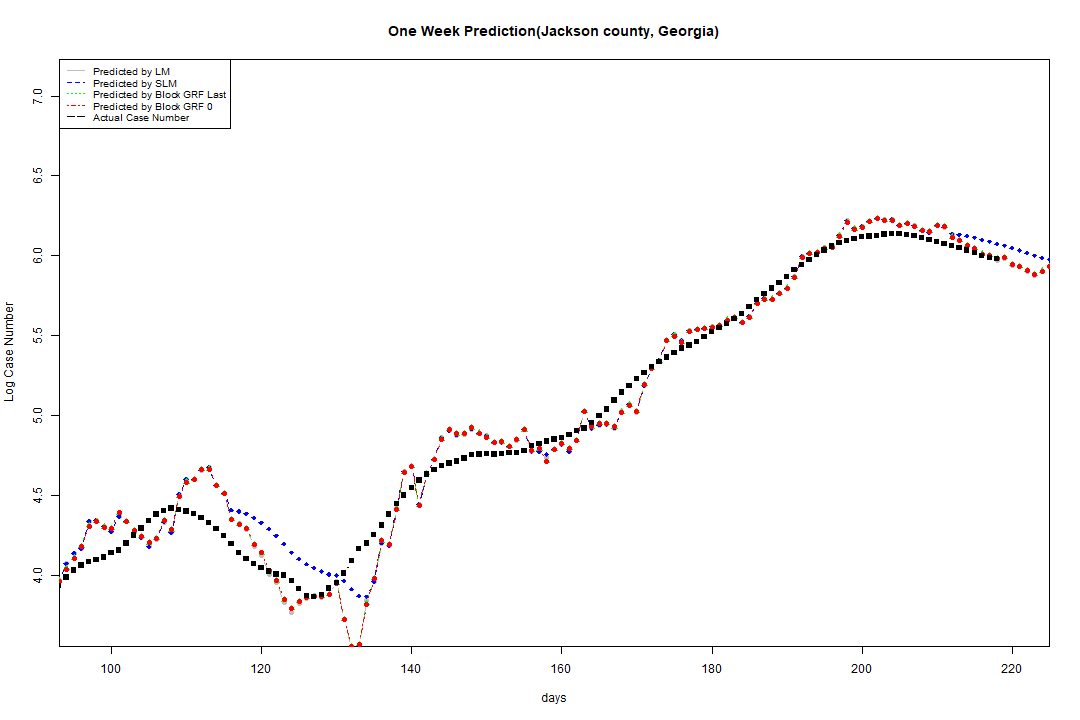 One Week Prediction(Jackson county, Georgia)
Predicted by LM
Predicted by SLM
Predicted by Block GRF Last
Predicted by Block GRF 0
Actual Case Number
7.0
6.5
6.0
5.5
5.0
4.5
4.0
Log Case Number
100 120 140 160 180 200 220
days